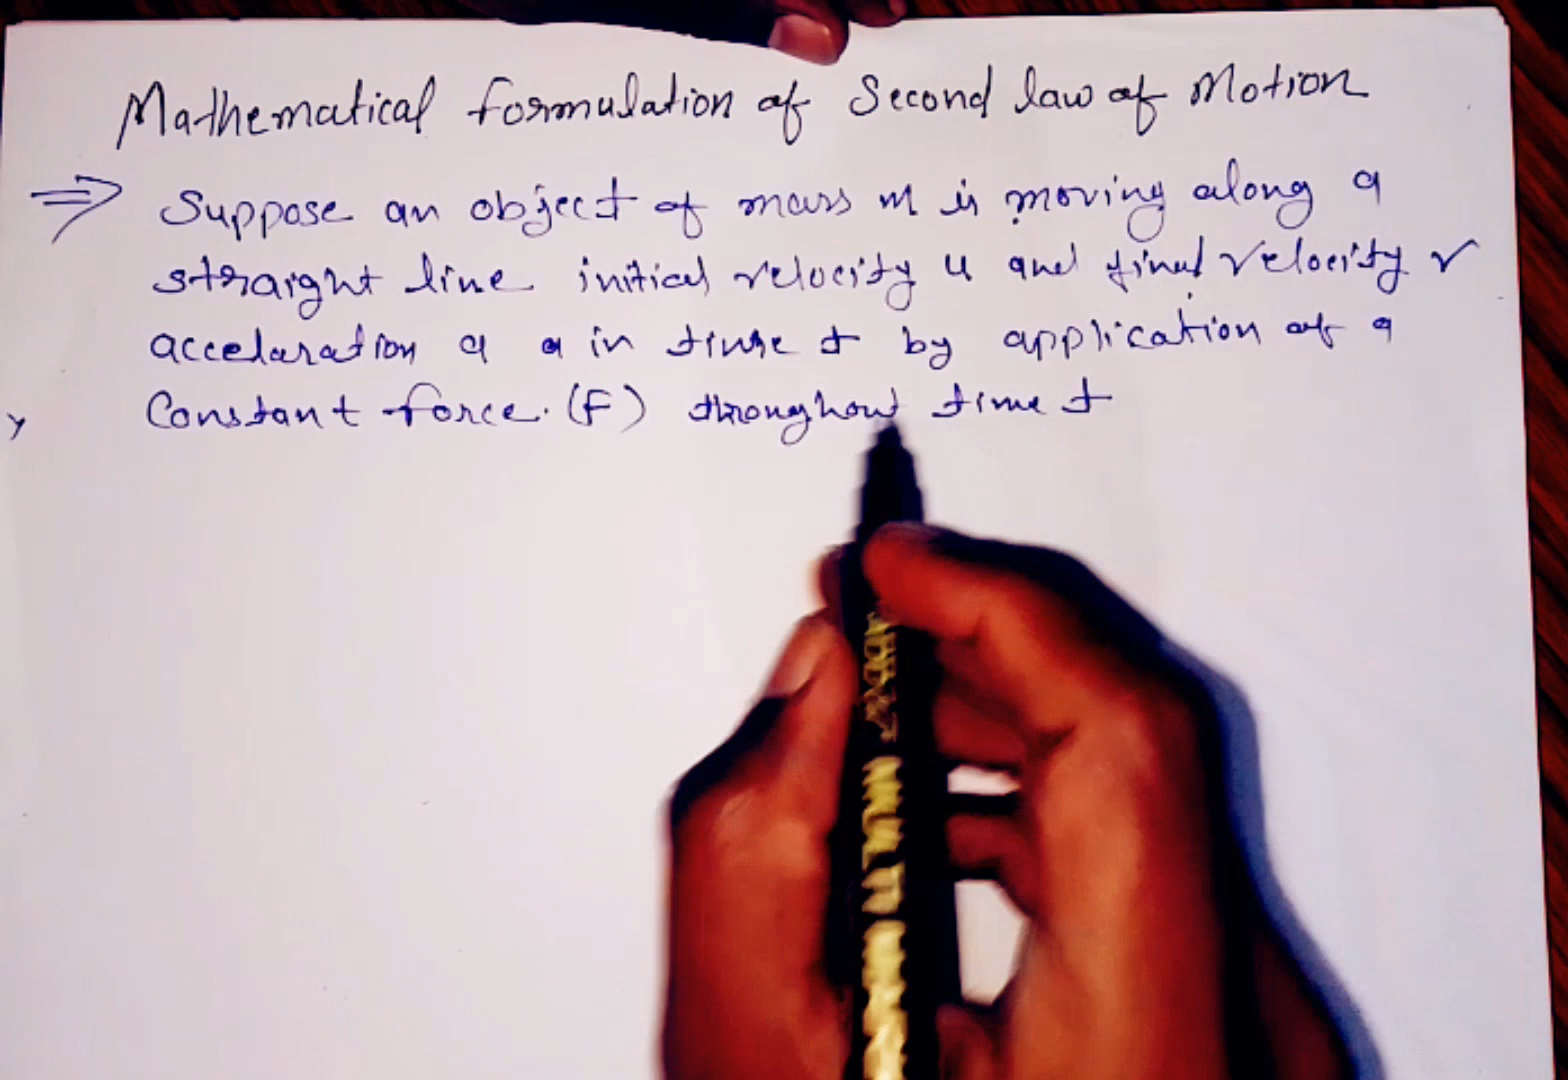 Mathematical formulation of Second law of Motion
⇒ Suppose an object of mass m is moving along a
straight line initial velocity u and final velocity v
accelaration a a in time t by application of a
Constant force. (F) throughout time t